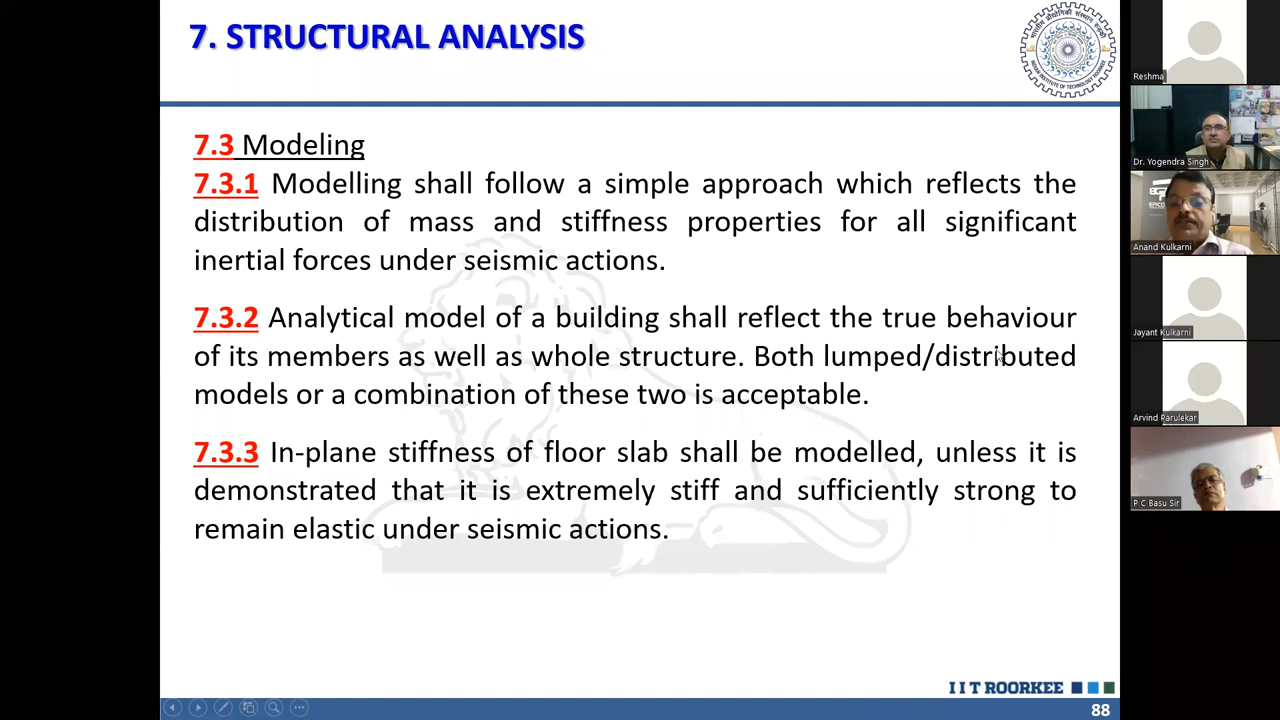 7. STRUCTURAL ANALYSIS
7.3 Modeling
7.3.1 Modelling shall follow a simple approach which reflects the
distribution of mass and stiffness properties for all significant
inertial forces under seismic actions.
7.3.2 Analytical model of a building shall reflect the true behaviour
of its members as well as whole structure. Both lumped/distributed
models or a combination of these two is acceptable.
7.3.3 In-plane stiffness of floor slab shall be modelled, unless it is
demonstrated that it is extremely stiff and sufficiently strong to
remain elastic under seismic actions.
I I T ROORKEE
88
Reshma
Dr. Yogendra Singh
Anand Kulkarni
Jayant Kulkarni
Arvind Parulekar
P C Basu Sir